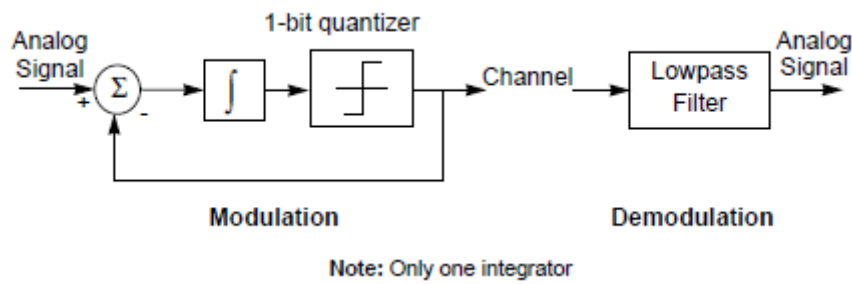 1-bit quantizer
Analog
Signal
+
Σ
-
∫
Channel
Lowpass
Filter
Analog
Signal
Modulation
Demodulation
Note: Only one integrator